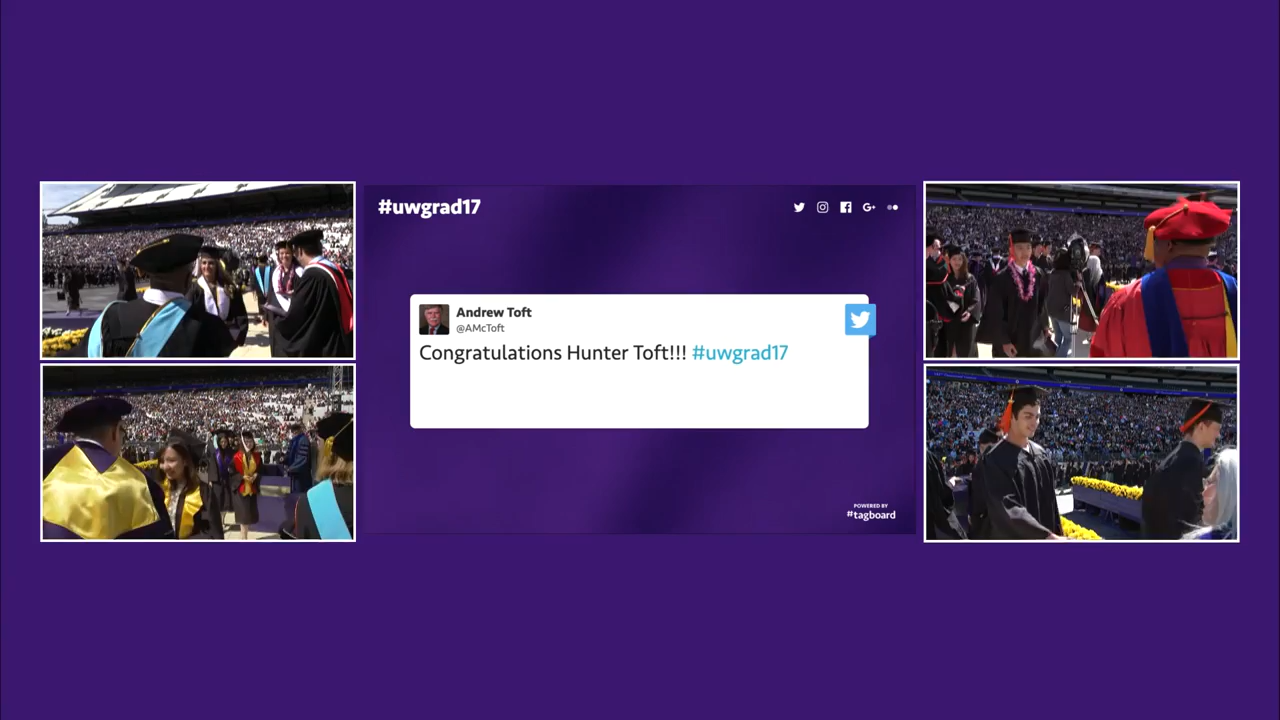 #uwgrad17
Andrew Toft
@AMcToft
Congratulations Hunter Toft!!! #uwgrad17
POWERED BY
#tagboard